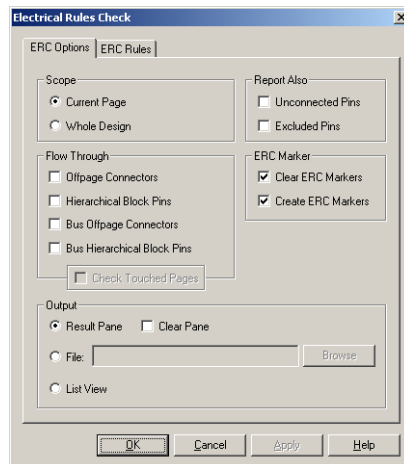 Electrical Rules Check
ERC Options ERC Rules
Scope
Current Page
Whole Design
Report Also
Unconnected Pins
Excluded Pins
Flow Through
Offpage Connectors
Hierarchical Block Pins
Bus Offpage Connectors
Bus Hierarchical Block Pins
Check Touched Pages
ERC Marker
Clear ERC Markers
Create ERC Markers
Output
Result Pane Clear Pane
File: Browse
List View
OK Cancel Apply Help